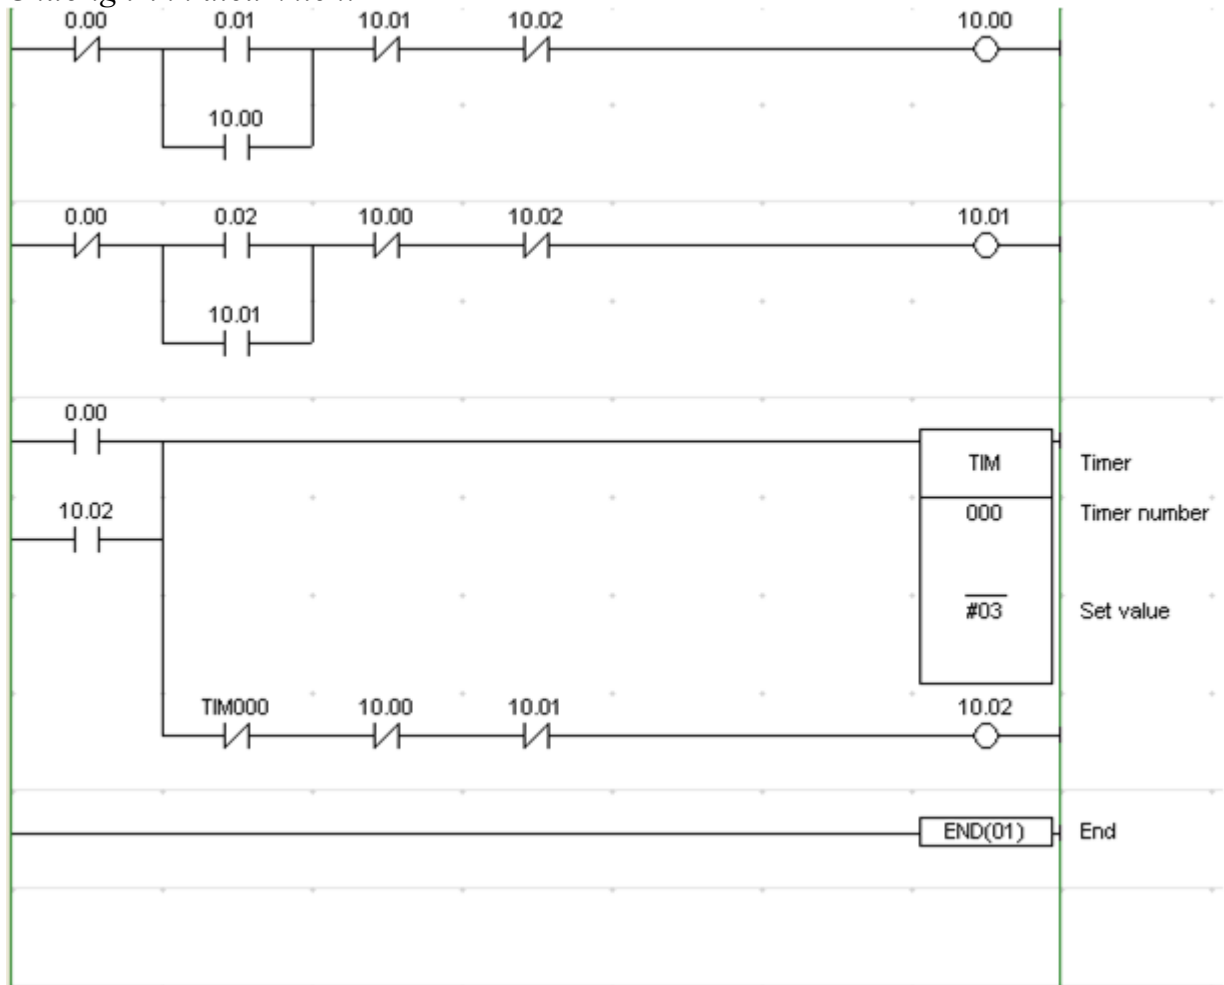 0.00 0.01 10.01 10.02 10.00
10.00
0.00 0.02 10.00 10.02 10.01
10.01
0.00
TIM Timer
10.02 000 Timer number
#03 Set value
TIM000 10.00 10.01 10.02
END(01) End